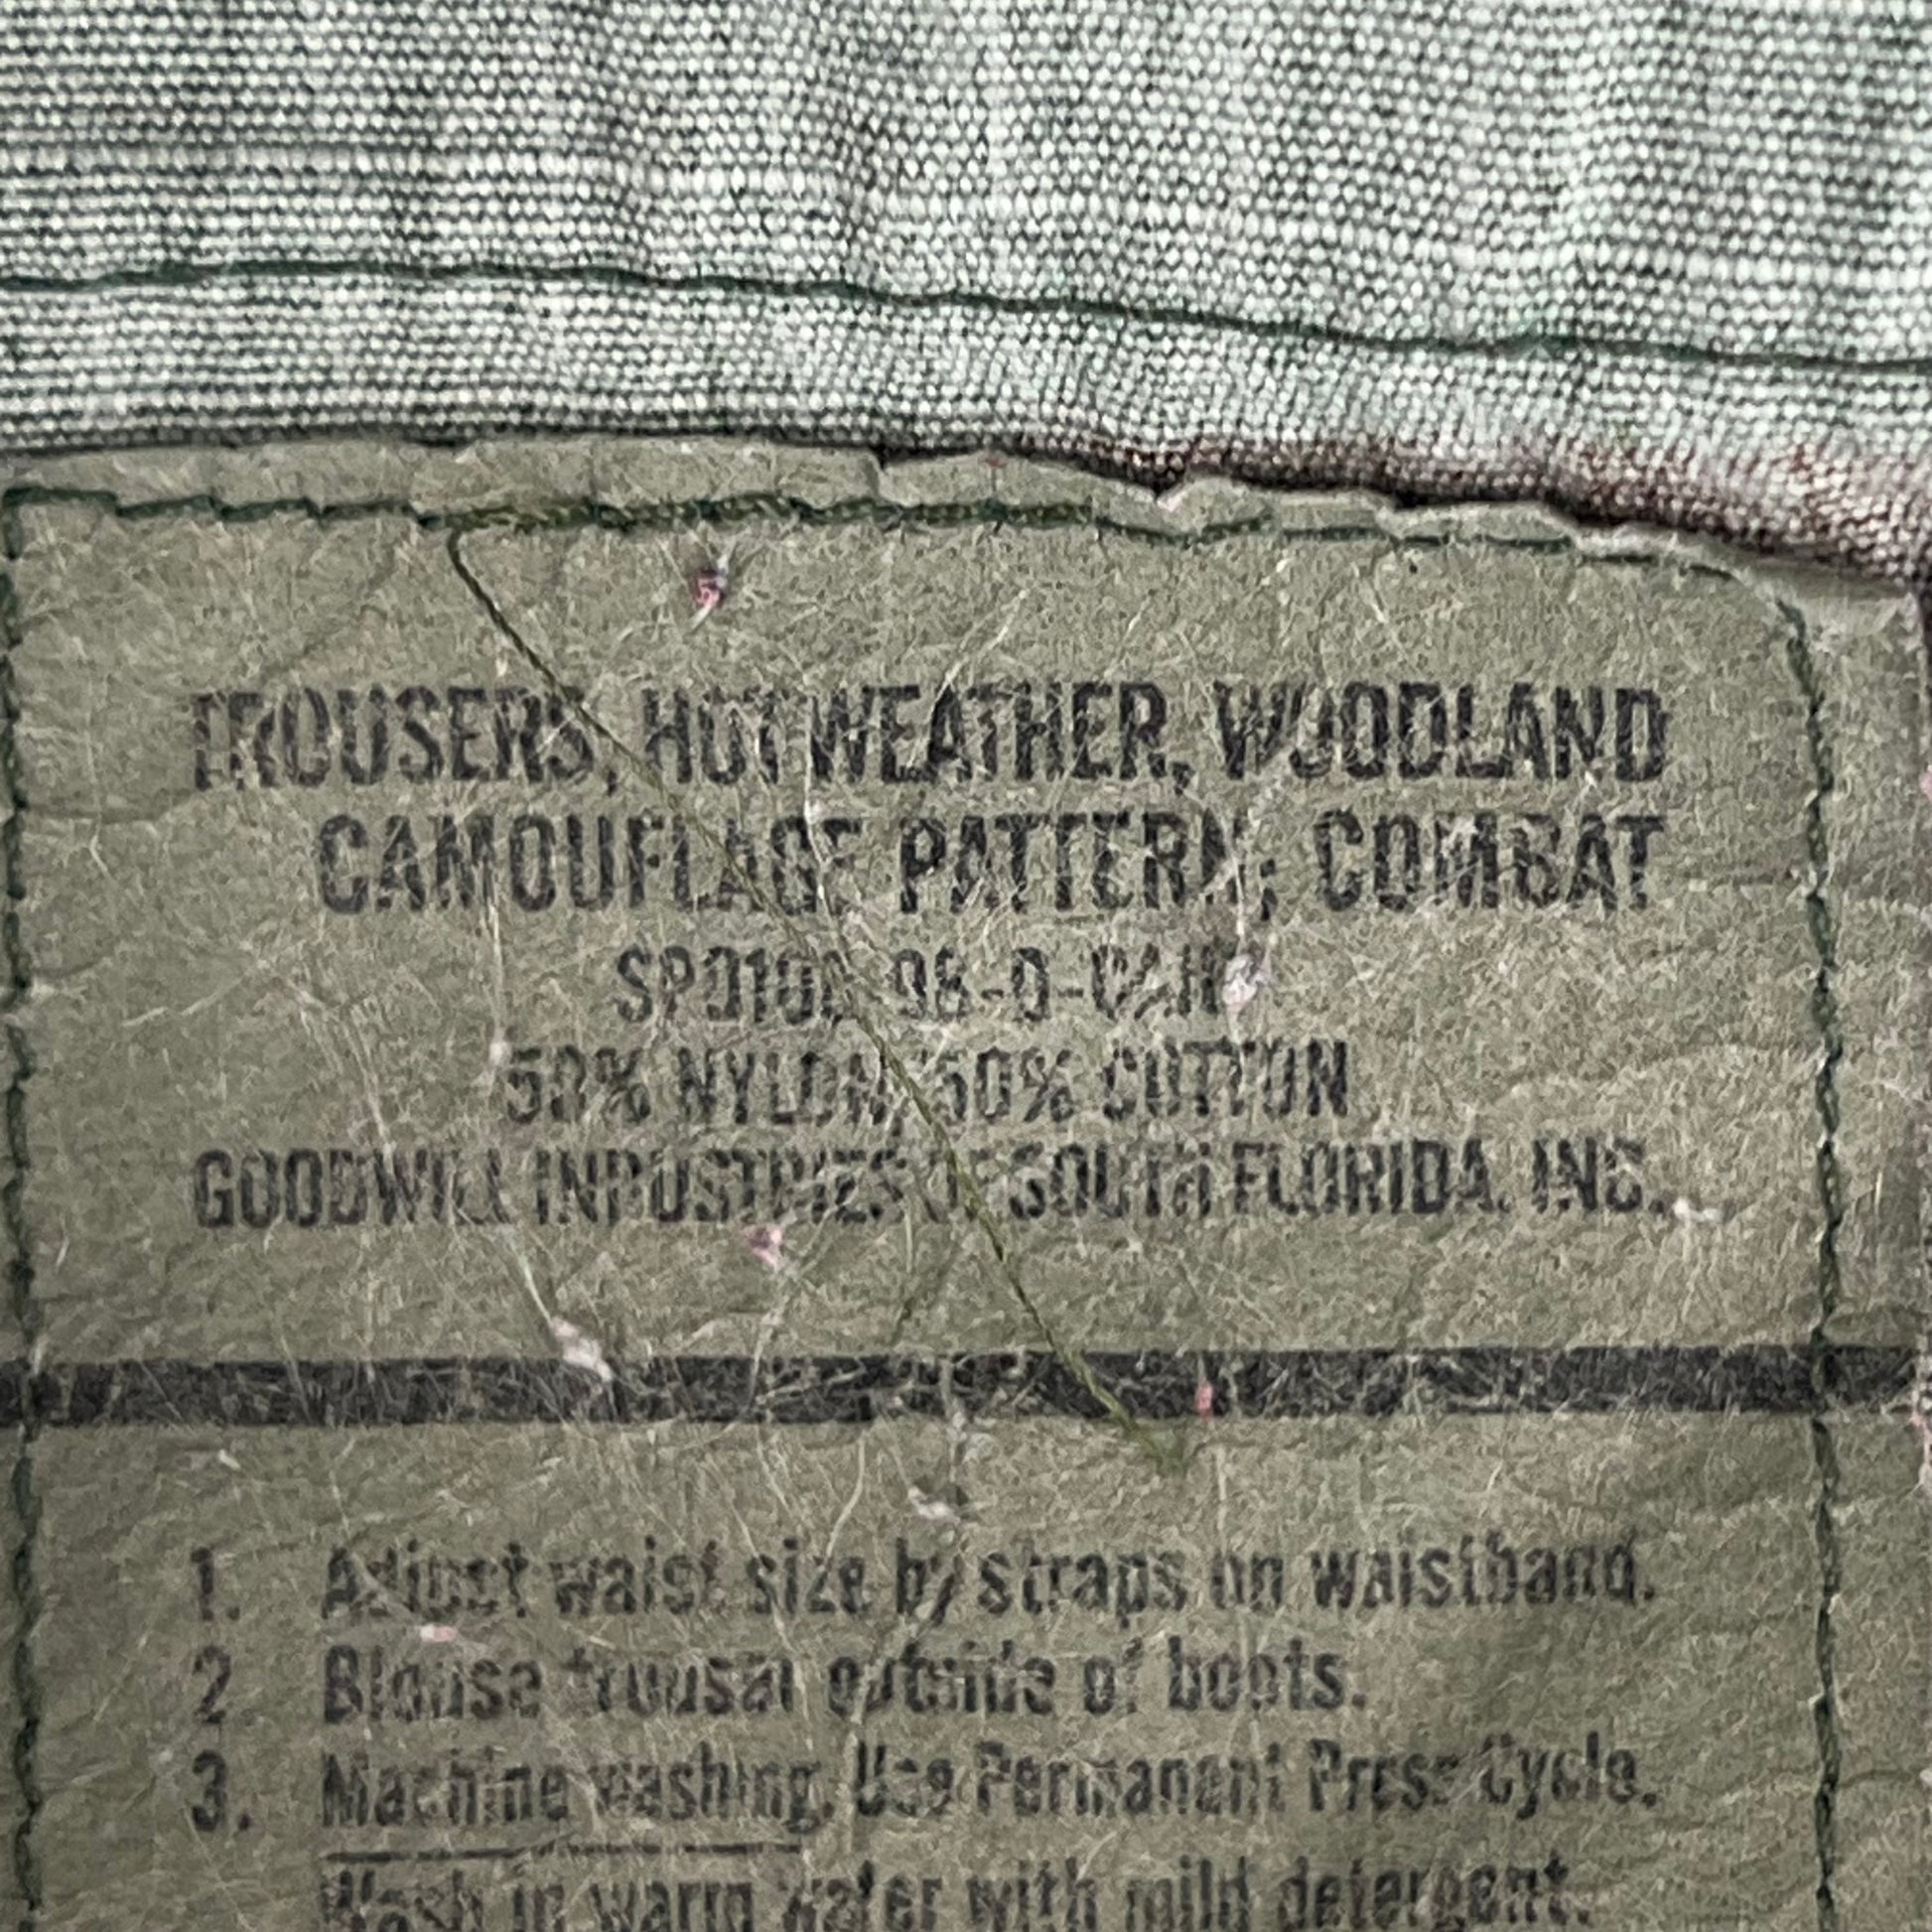 TROUSERS, HOT WEATHER, WOODLAND
CAMOUFLAGE PATTERN; COMBAT
50% NYLON, 50% COTTON
GOODWILL INDUSTRIES OF SOUTH FLORIDA, INC.
1. Adjust waist size by straps on waistband.
2 Blouse trouser outside of boots.
3. Machine washing. Use Permanent Press Cycle.
Wash in warm water with mild detergent.